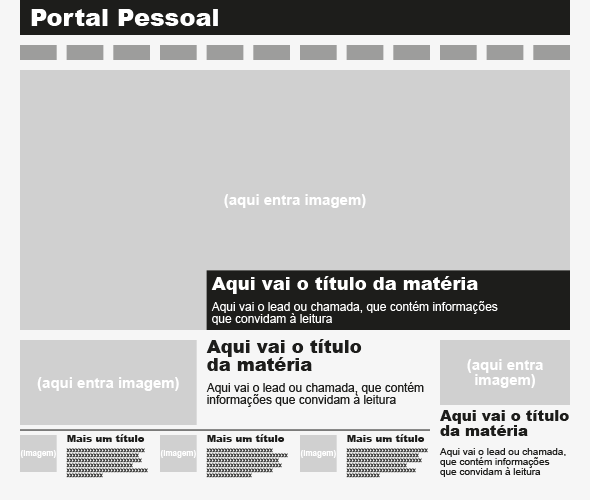 Portal Pessoal
(aqui entra imagem)
Aqui vai o título da matéria
Aqui vai o lead ou chamada, que contém informações
que convidam à leitura
(aqui entra imagem)
Aqui vai o título
da matéria
Aqui vai o lead ou chamada, que contém
informações que convidam à leitura
(aqui entra
imagem)
Aqui vai o título
da matéria
Aqui vai o lead ou chamada,
que contém informações
que convidam à leitura
(imagem)
Mais um título
(imagem)
Mais um título
(imagem)
Mais um título